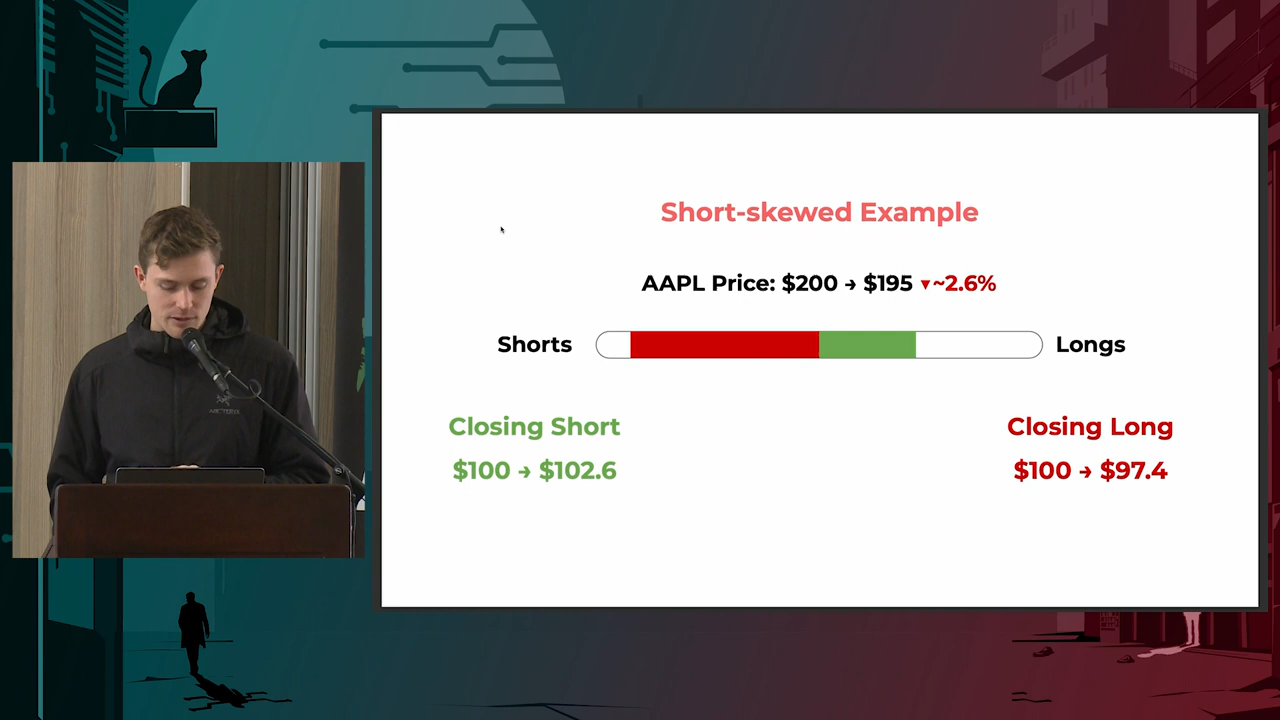 Short-skewed Example
AAPL Price: $200 → $195 ▼~2.6%
Shorts
Longs
Closing Short
$100 → $102.6
Closing Long
$100 → $97.4
ARC'TERYX